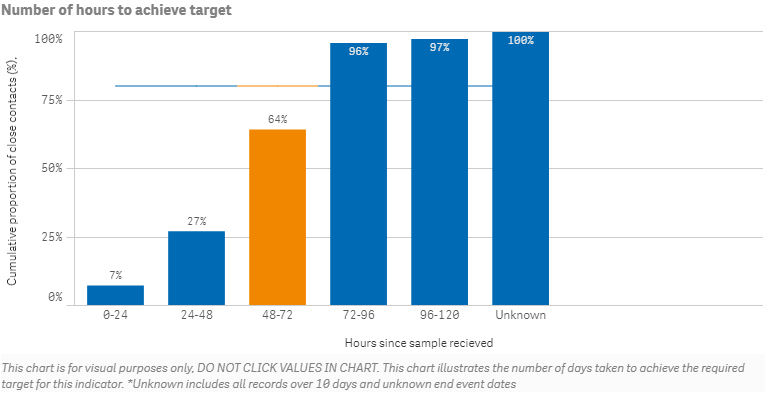 Number of hours to achieve target
Cumulative proportion of close contacts (%).
100%
75%
50%
25%
0%
7%
27%
64%
96%
97%
100%
0-24
24-48
48-72
72-96
96-120
Unknown
Hours since sample recieved
This chart is for visual purposes only, DO NOT CLICK VALUES IN CHART. This chart illustrates the number of days taken to achieve the required
target for this indicator. *Unknown includes all records over 10 days and unknown end event dates